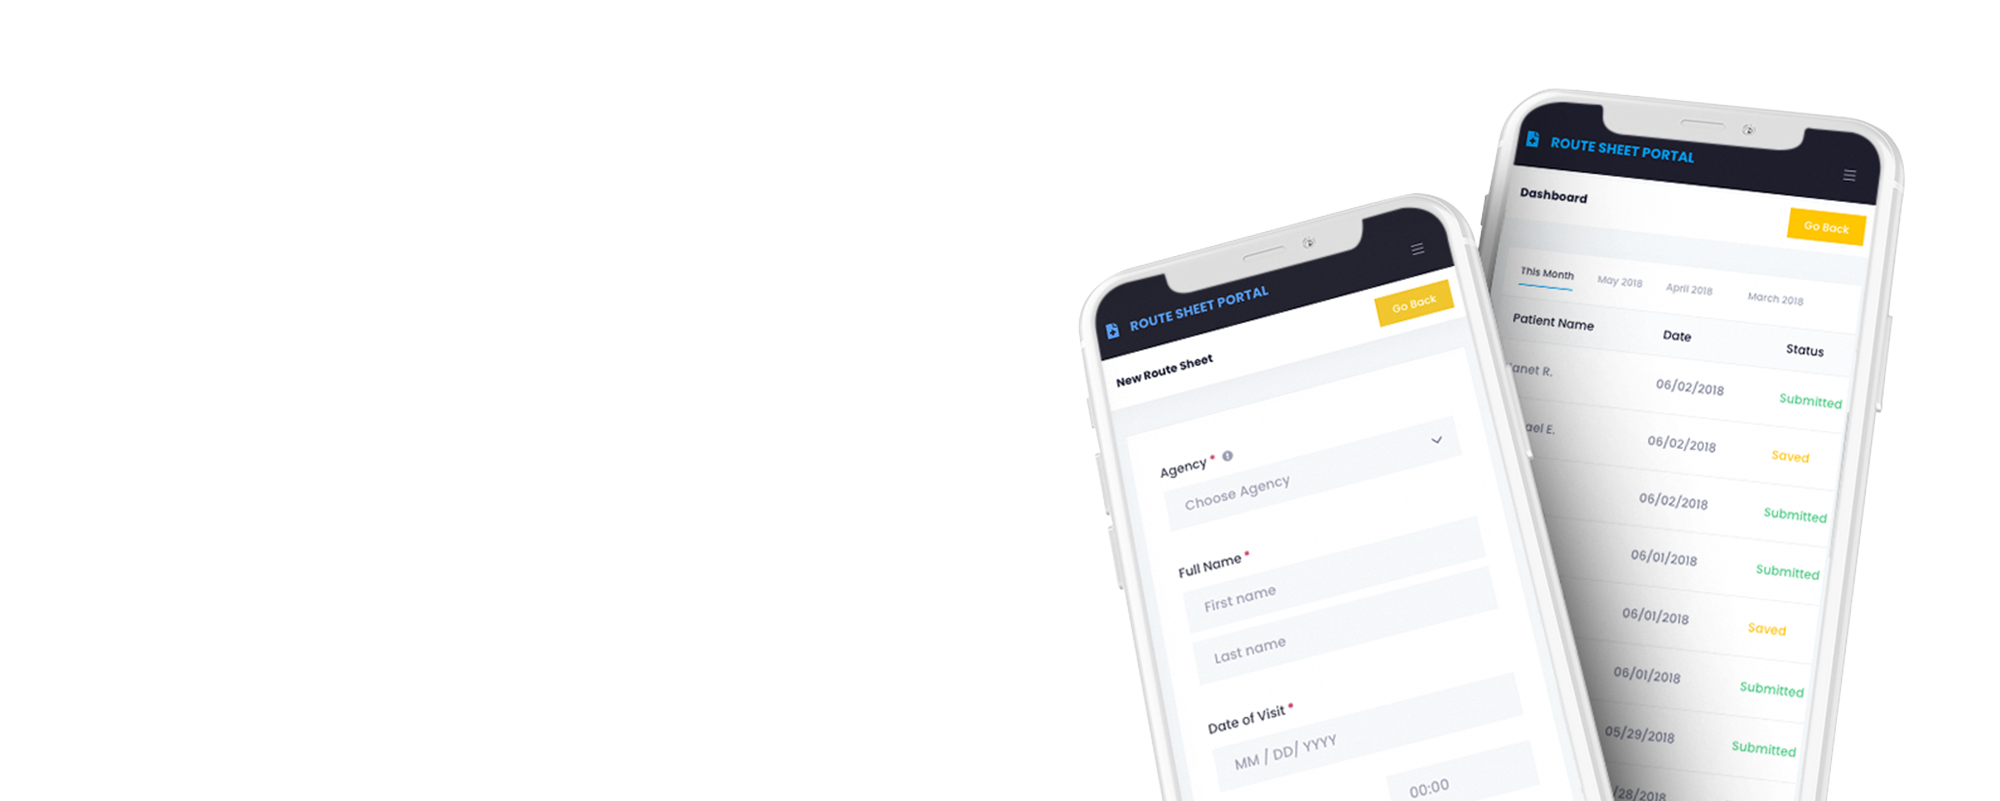 ROUTE SHEET PORTAL
New Route Sheet
Go Back
Agency *
Choose Agency
Full Name *
First name
Last name
Date of Visit *
MM / DD/ YYYY
00:00
ROUTE SHEET PORTAL
Dashboard
Go Back
This Month May 2018 April 2018 March 2018
Patient Name Date Status
anet R. 06/02/2018 Submitted
ael E. 06/02/2018 Saved
06/02/2018 Submitted
06/01/2018 Submitted
06/01/2018 Saved
06/01/2018 Submitted
05/29/2018 Submitted
/28/2018